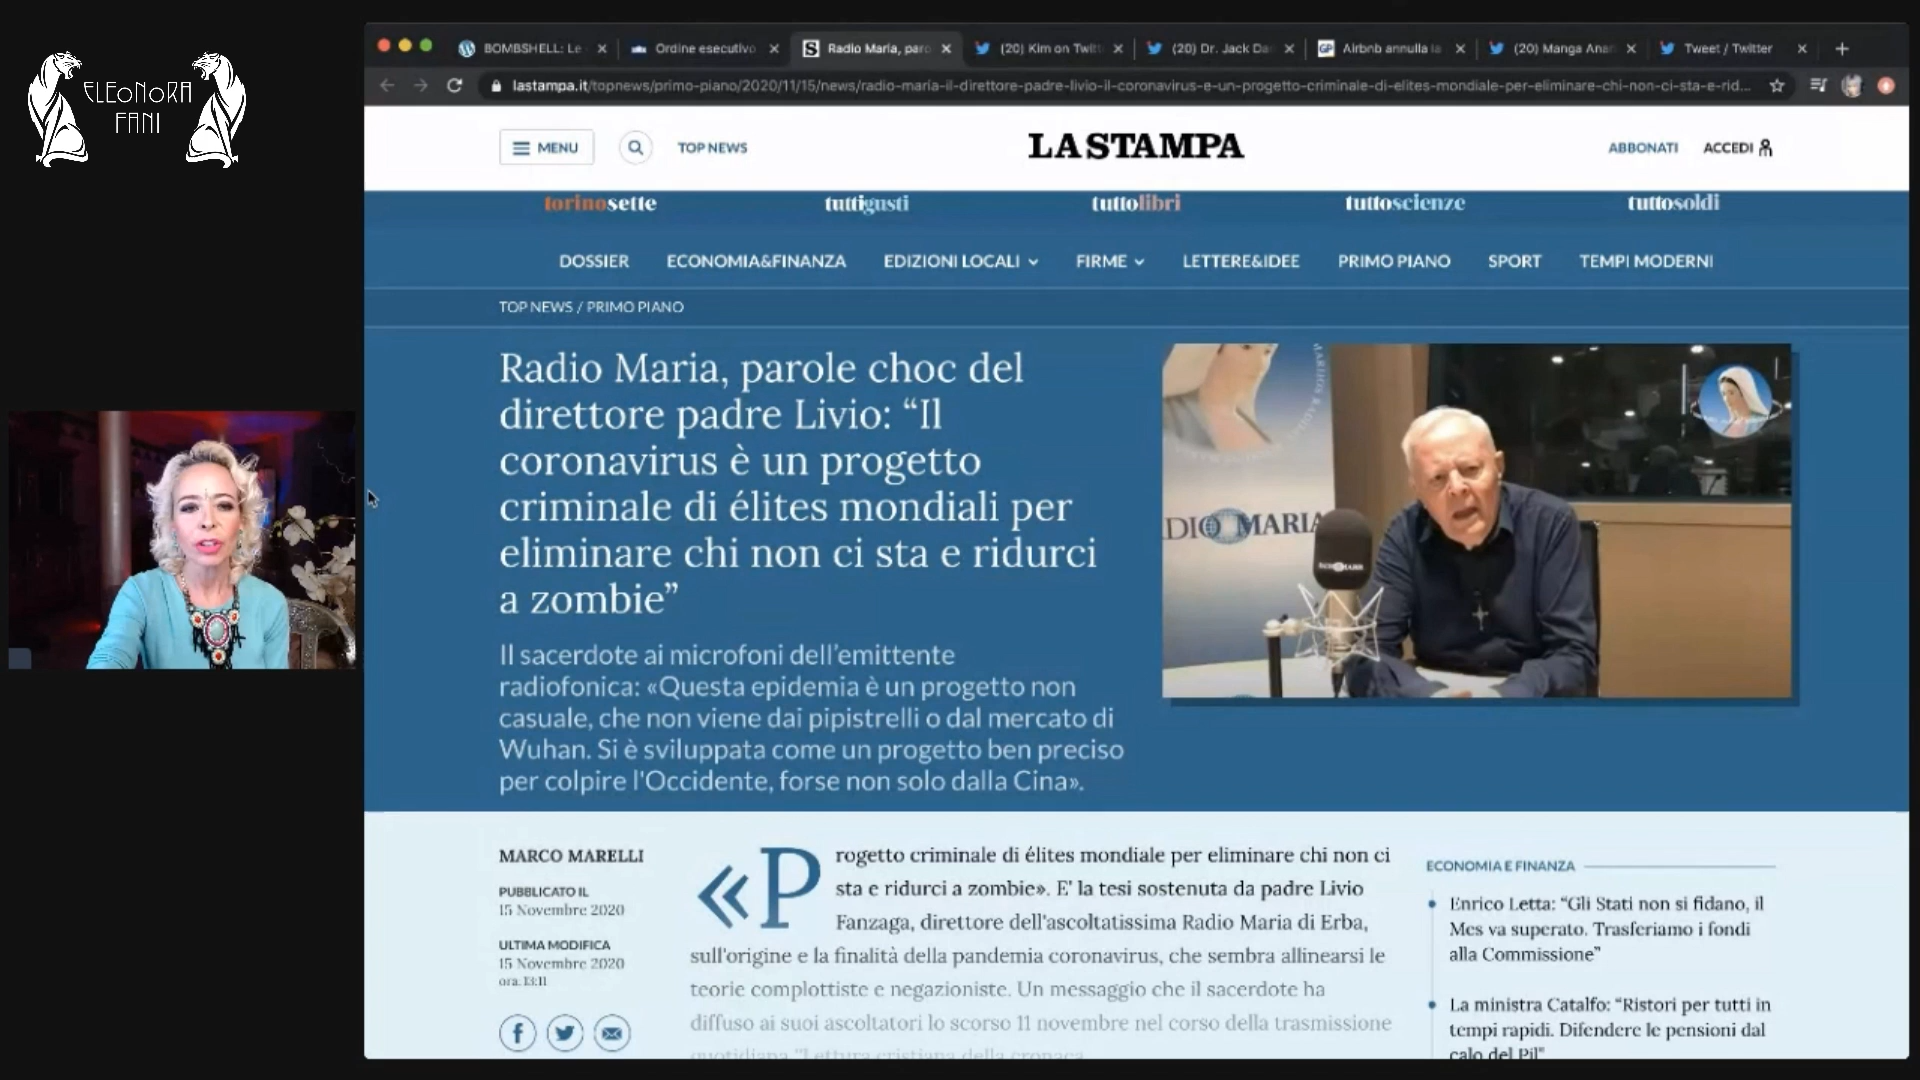 ELEONORA
FANI
BOMBSHELL: Le
Ordine esecutivo
Radio Maria, paro
(20) Kim on Twitt
(20) Dr. Jack Da
Airbnb annulla la
(20) Manga Anan
Tweet / Twitter
lastampa.it/topnews/primo-piano/2020/11/15/news/radio-maria-il-direttore-padre-livio-il-coronavirus-e-un-progetto-criminale-di-elites-mondiale-per-eliminare-chi-non-ci-sta-e-rid...
MENU
TOP NEWS
LA STAMPA
ABBONATI
ACCEDI
torinosette
tuttigusti
tuttolibri
tuttoscienze
tuttosoldi
DOSSIER
ECONOMIA&FINANZA
EDIZIONI LOCALI
FIRME
LETTERE&IDEE
PRIMO PIANO
SPORT
TEMPI MODERNI
TOP NEWS / PRIMO PIANO
Radio Maria, parole choc del
direttore padre Livio: “Il
coronavirus è un progetto
criminale di élites mondiali per
eliminare chi non ci sta e ridurci
a zombie”
DIO MARIA
Il sacerdote ai microfoni dell’emittente
radiofonica: «Questa epidemia è un progetto non
casuale, che non viene dai pipistrelli o dal mercato di
Wuhan. Si è sviluppata come un progetto ben preciso
per colpire l'Occidente, forse non solo dalla Cina».
MARCO MARELLI
PUBBLICATO IL
15 Novembre 2020
ULTIMA MODIFICA
15 Novembre 2020
ora: 13:11
«Progetto criminale di élites mondiale per eliminare chi non ci
sta e ridurci a zombie». E' la tesi sostenuta da padre Livio
Fanzaga, direttore dell'ascoltatissima Radio Maria di Erba,
sull'origine e la finalità della pandemia coronavirus, che sembra allinearsi le
teorie complottiste e negazioniste. Un messaggio che il sacerdote ha
diffuso ai suoi ascoltatori lo scorso 11 novembre nel corso della trasmissione
quotidiana "Lettura cristiana della cronaca
ECONOMIA E FINANZA
Enrico Letta: “Gli Stati non si fidano, il
Mes va superato. Trasferiamo i fondi
alla Commissione”
La ministra Catalfo: “Ristori per tutti in
tempi rapidi. Difendere le pensioni dal
calo del Pil”